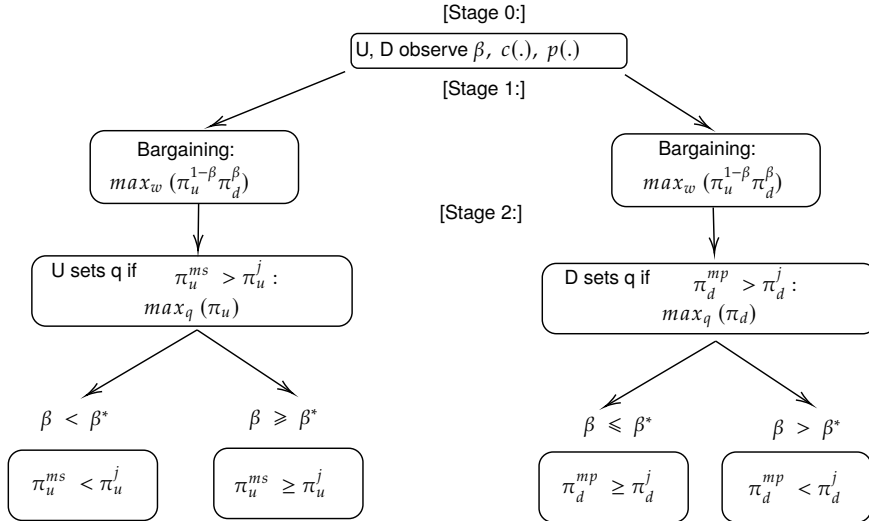 [Stage 0:]
U, D observe β, c(.), p(.)
[Stage 1:]
Bargaining:
max_w (π_u^{1−β} π_d^β)
Bargaining:
max_w (π_u^{1−β} π_d^β)
[Stage 2:]
U sets q if π_u^{ms} > π_u^j :
max_q (π_u)
D sets q if π_d^{mp} > π_d^j :
max_q (π_d)
β < β*
β ⩾ β*
β ⩽ β*
β > β*
π_u^{ms} < π_u^j
π_u^{ms} ≥ π_u^j
π_d^{mp} ≥ π_d^j
π_d^{mp} < π_d^j